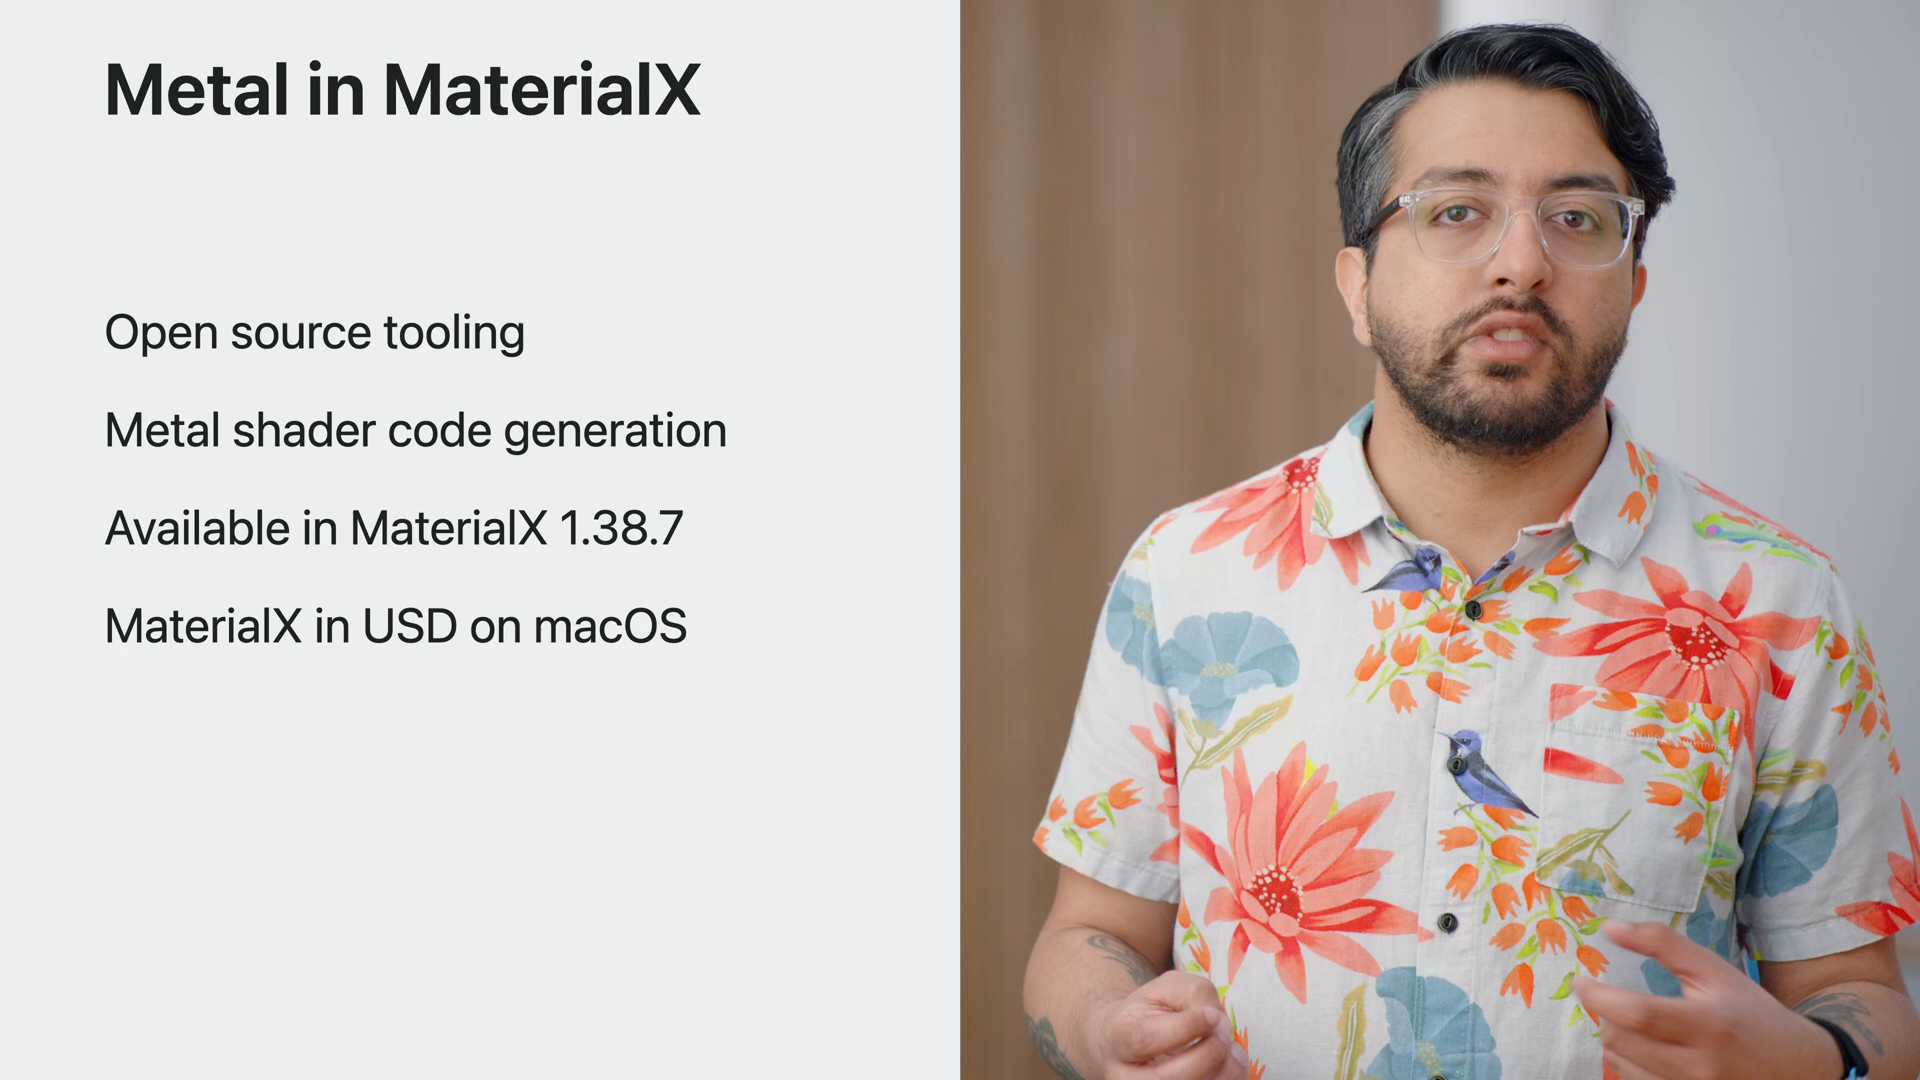 Metal in MaterialX
Open source tooling
Metal shader code generation
Available in MaterialX 1.38.7
MaterialX in USD on macOS